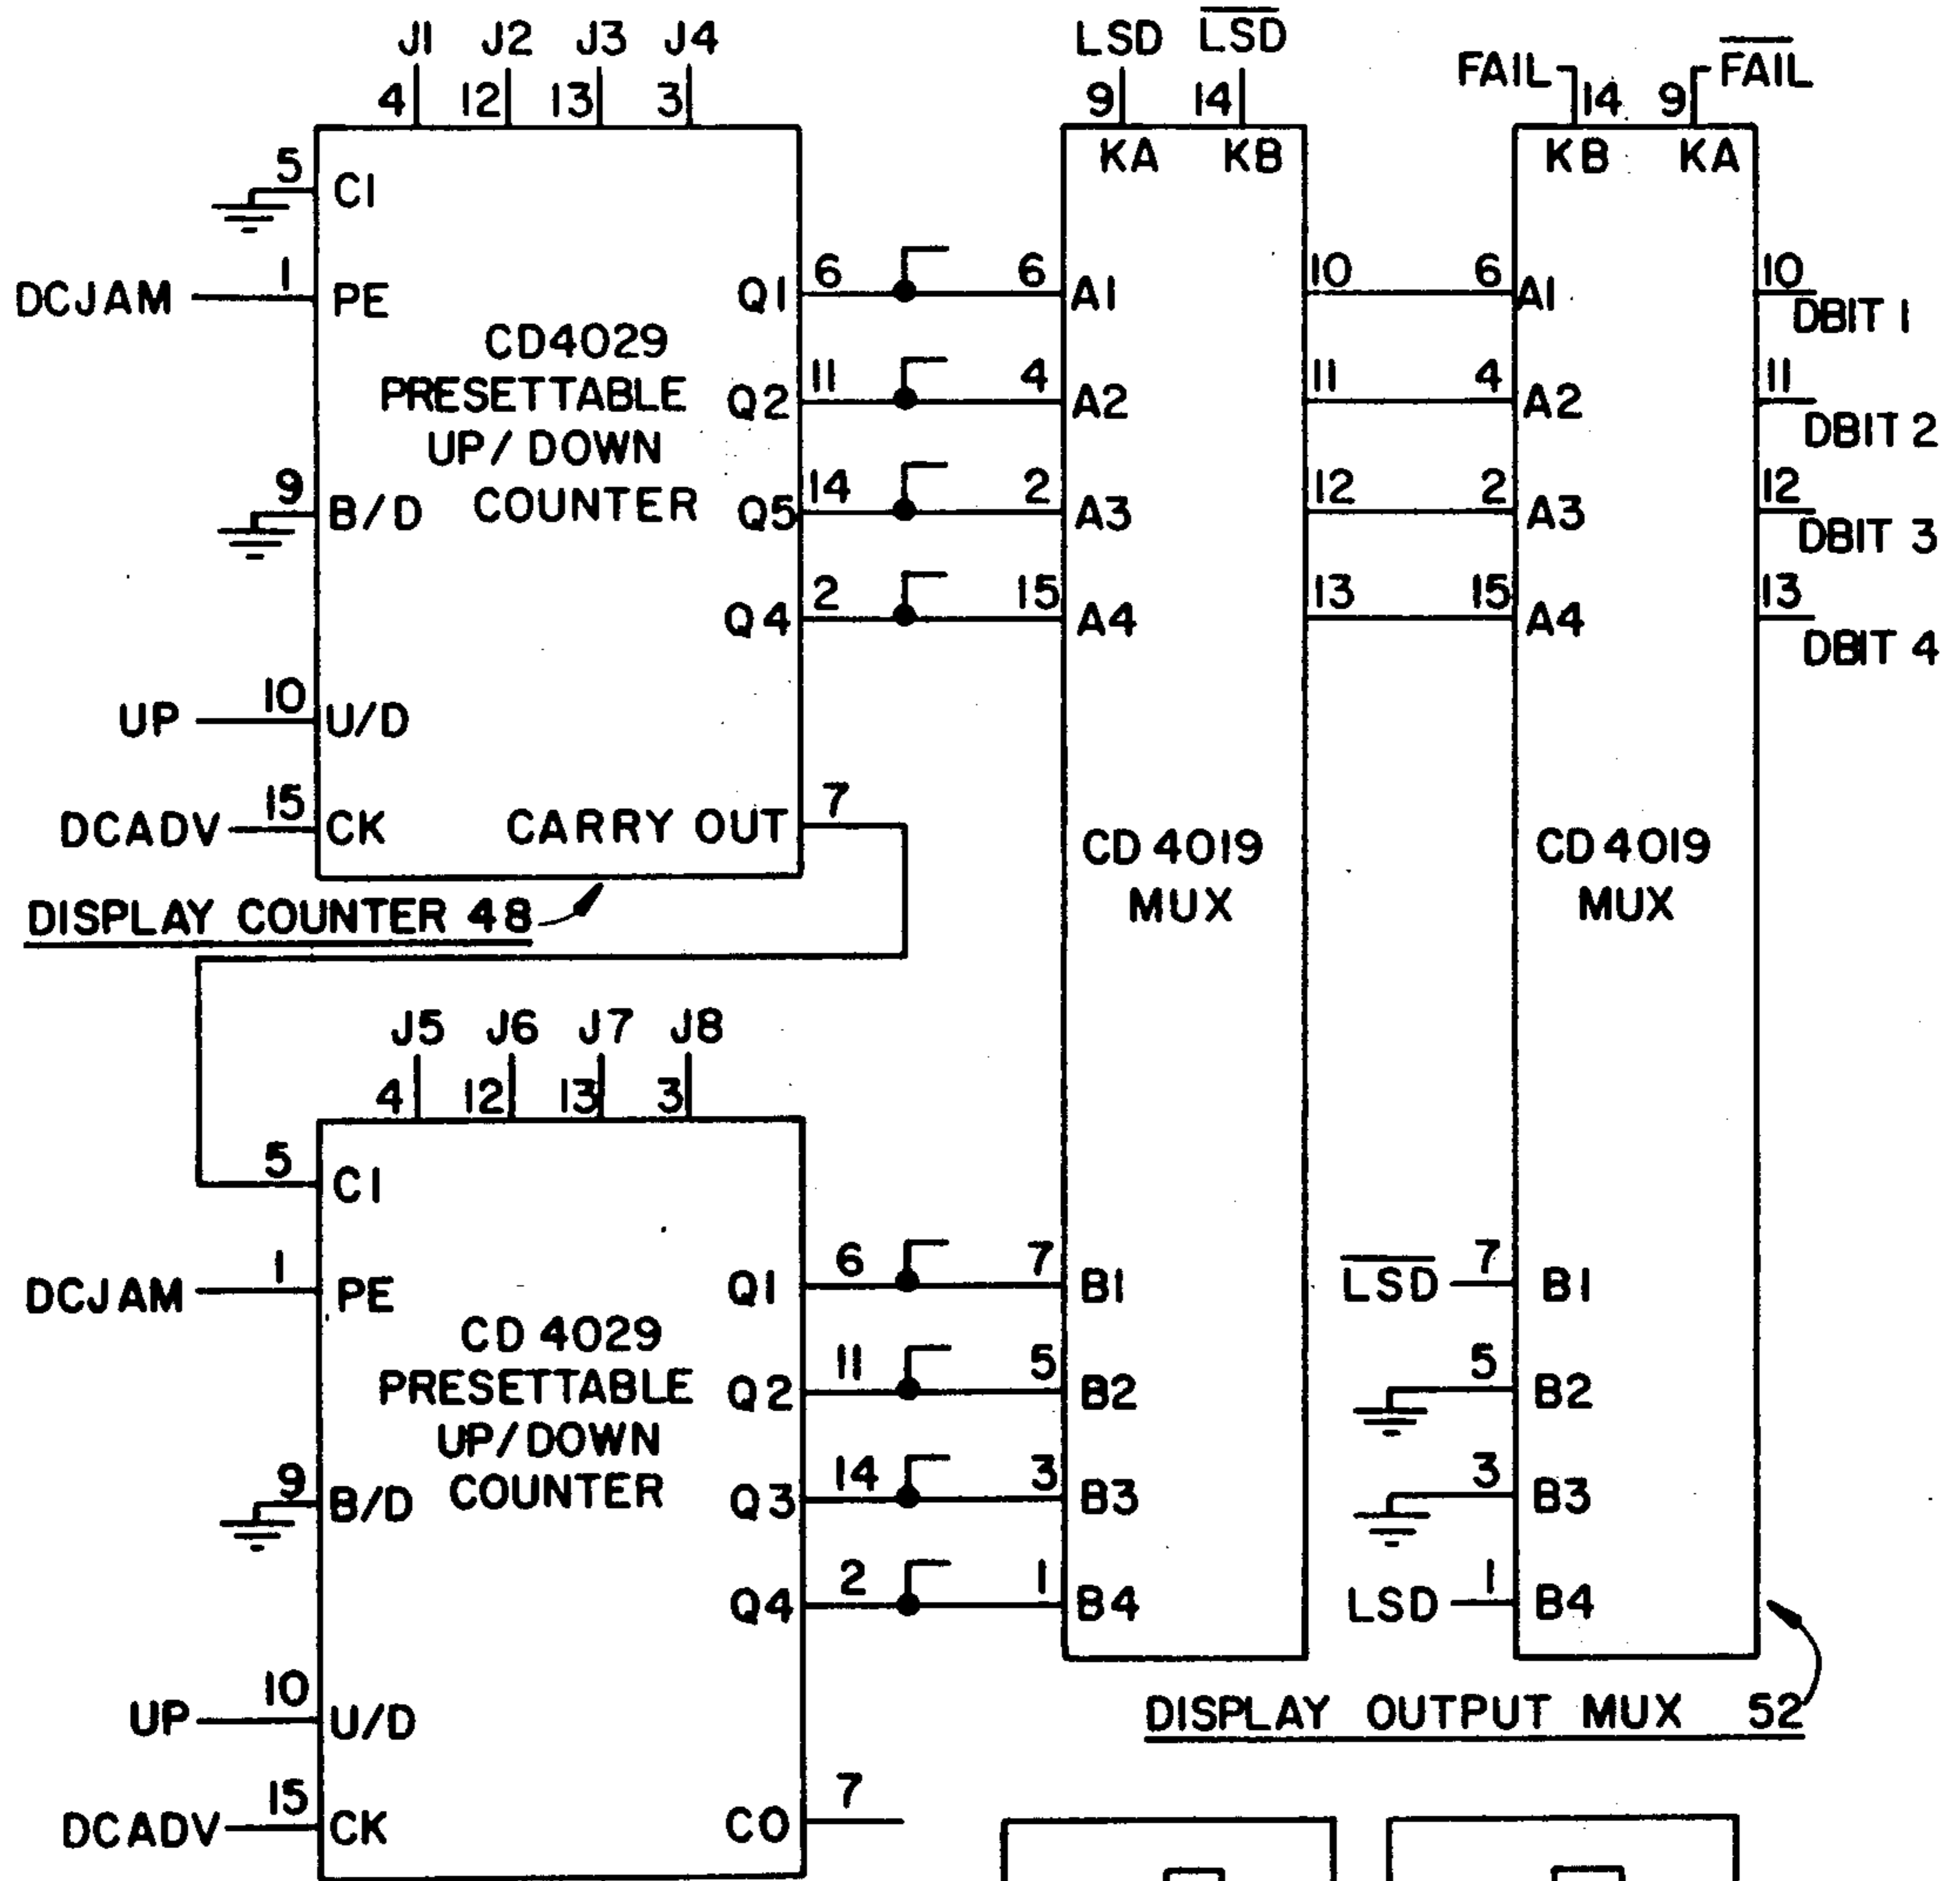 J1 J2 J3 J4
4 12 13 3
5 CI
DCJAM 1 PE
CD4029
PRESETTABLE
UP/DOWN
COUNTER
9 B/D
UP 10 U/D
DCADV 15 CK
Q1 6
Q2 11
Q5 14
Q4 2
CARRY OUT 7
DISPLAY COUNTER 48
J5 J6 J7 J8
4 12 13 3
5 CI
DCJAM 1 PE
CD 4029
PRESETTABLE
UP/DOWN
COUNTER
9 B/D
UP 10 U/D
DCADV 15 CK
Q1 6
Q2 11
Q3 14
Q4 2
CO 7
LSD L̅S̅D̅
9 14
KA KB
6 A1 10
4 A2 11
2 A3 12
15 A4 13
CD 4019
MUX
7 B1
5 B2
3 B3
1 B4
FAIL 14 9 F̅A̅I̅L̅
KB KA
6 A1 10 DBIT 1
4 A2 11 DBIT 2
2 A3 12 DBIT 3
15 A4 13 DBIT 4
CD 4019
MUX
L̅S̅D̅ 7 B1
5 B2
3 B3
LSD 1 B4
DISPLAY OUTPUT MUX 52